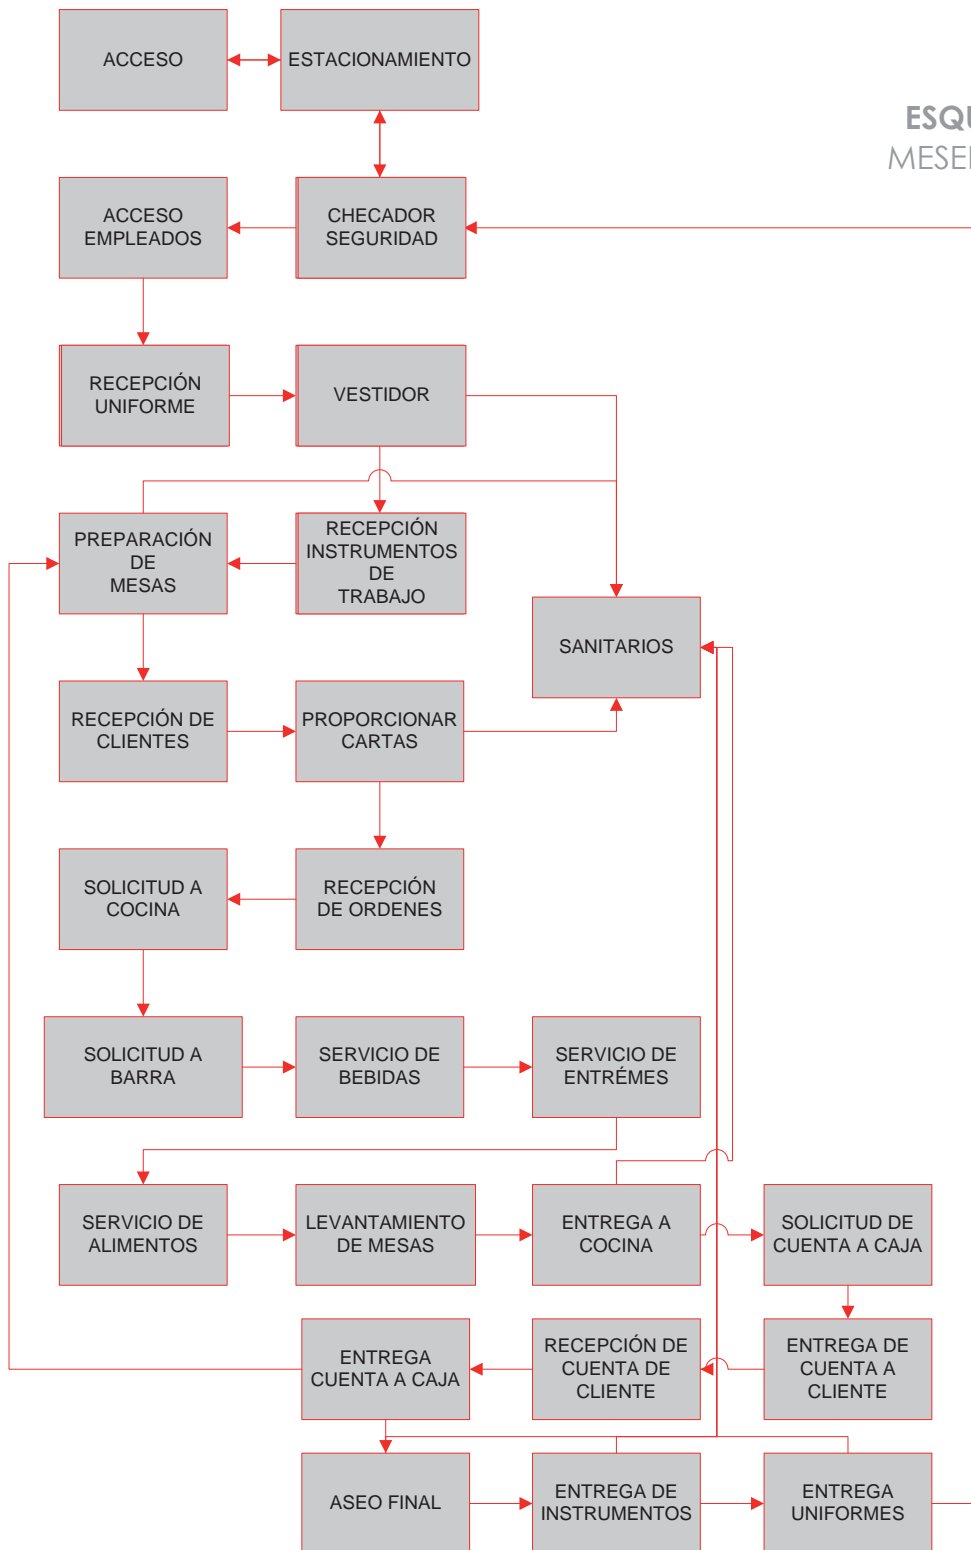 ACCESO
ESTACIONAMIENTO
ACCESO
EMPLEADOS
CHECADOR
SEGURIDAD
RECEPCIÓN
UNIFORME
VESTIDOR
PREPARACIÓN
DE
MESAS
RECEPCIÓN
INSTRUMENTOS
DE
TRABAJO
SANITARIOS
RECEPCIÓN DE
CLIENTES
PROPORCIONAR
CARTAS
SOLICITUD A
COCINA
RECEPCIÓN
DE ORDENES
SOLICITUD A
BARRA
SERVICIO DE
BEBIDAS
SERVICIO DE
ENTRÉMES
SERVICIO DE
ALIMENTOS
LEVANTAMIENTO
DE MESAS
ENTREGA A
COCINA
SOLICITUD DE
CUENTA A CAJA
ENTREGA
CUENTA A CAJA
RECEPCIÓN DE
CUENTA DE
CLIENTE
ENTREGA DE
CUENTA A
CLIENTE
ASEO FINAL
ENTREGA DE
INSTRUMENTOS
ENTREGA
UNIFORMES